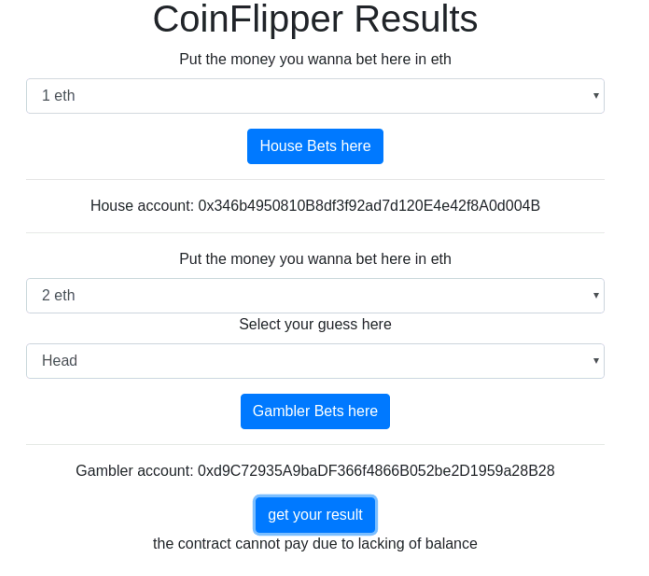 CoinFlipper Results
Put the money you wanna bet here in eth
1 eth
House Bets here
House account: 0x346b4950810B8df3f92ad7d120E4e42f8A0d004B
Put the money you wanna bet here in eth
2 eth
Select your guess here
Head
Gambler Bets here
Gambler account: 0xd9C72935A9baDF366f4866B052be2D1959a28B28
get your result
the contract cannot pay due to lacking of balance